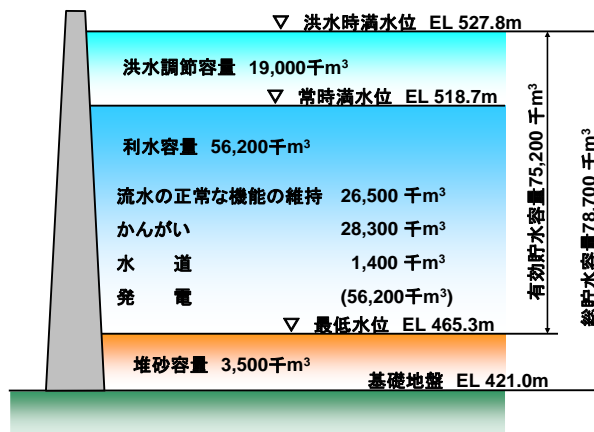 ▽ 洪水時満水位 EL 527.8m
洪水調節容量 19,000千m³
▽ 常時満水位 EL 518.7m
利水容量 56,200千m³
流水の正常な機能の維持 26,500 千m³
かんがい 28,300 千m³
水 道 1,400 千m³
発 電 (56,200千m³)
▽ 最低水位 EL 465.3m
堆砂容量 3,500千m³
基礎地盤 EL 421.0m
有効貯水容量75,200 千m³
総貯水容量78,700 千m³